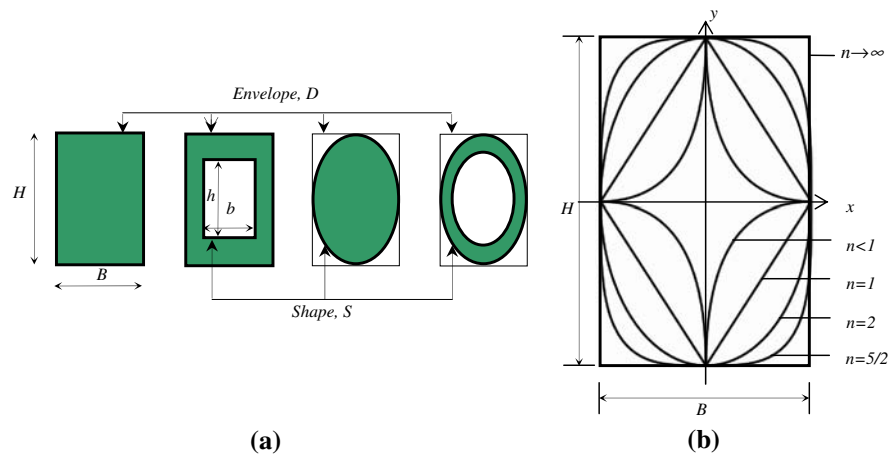 Envelope, D
H
h
b
B
Shape, S
(a)
y
n→∞
H
x
n<1
n=1
n=2
n=5/2
B
(b)